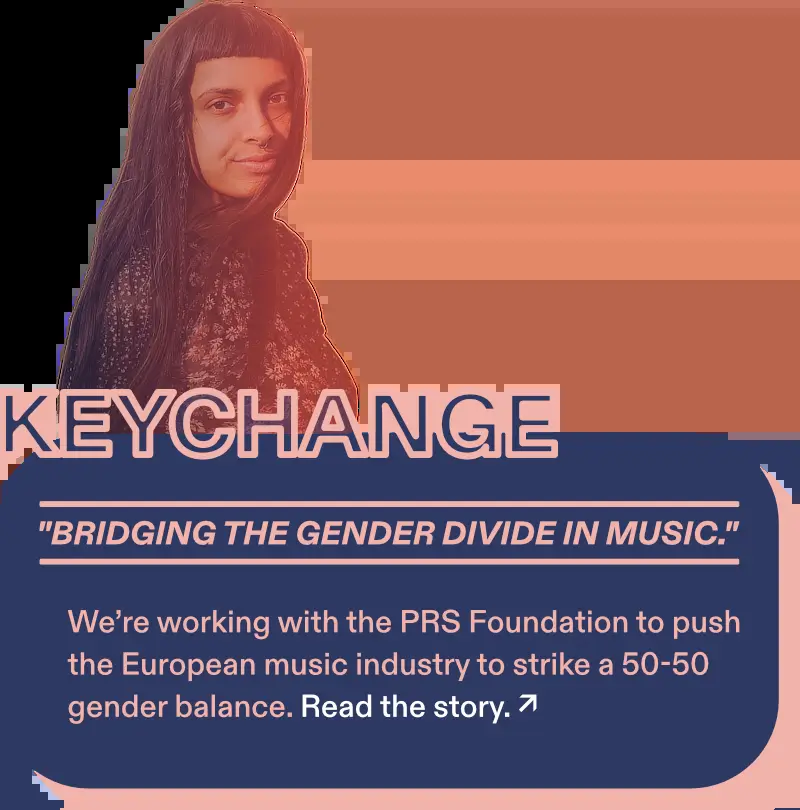 KEYCHANGE
"BRIDGING THE GENDER DIVIDE IN MUSIC."
We’re working with the PRS Foundation to push
the European music industry to strike a 50-50
gender balance. Read the story. ↗